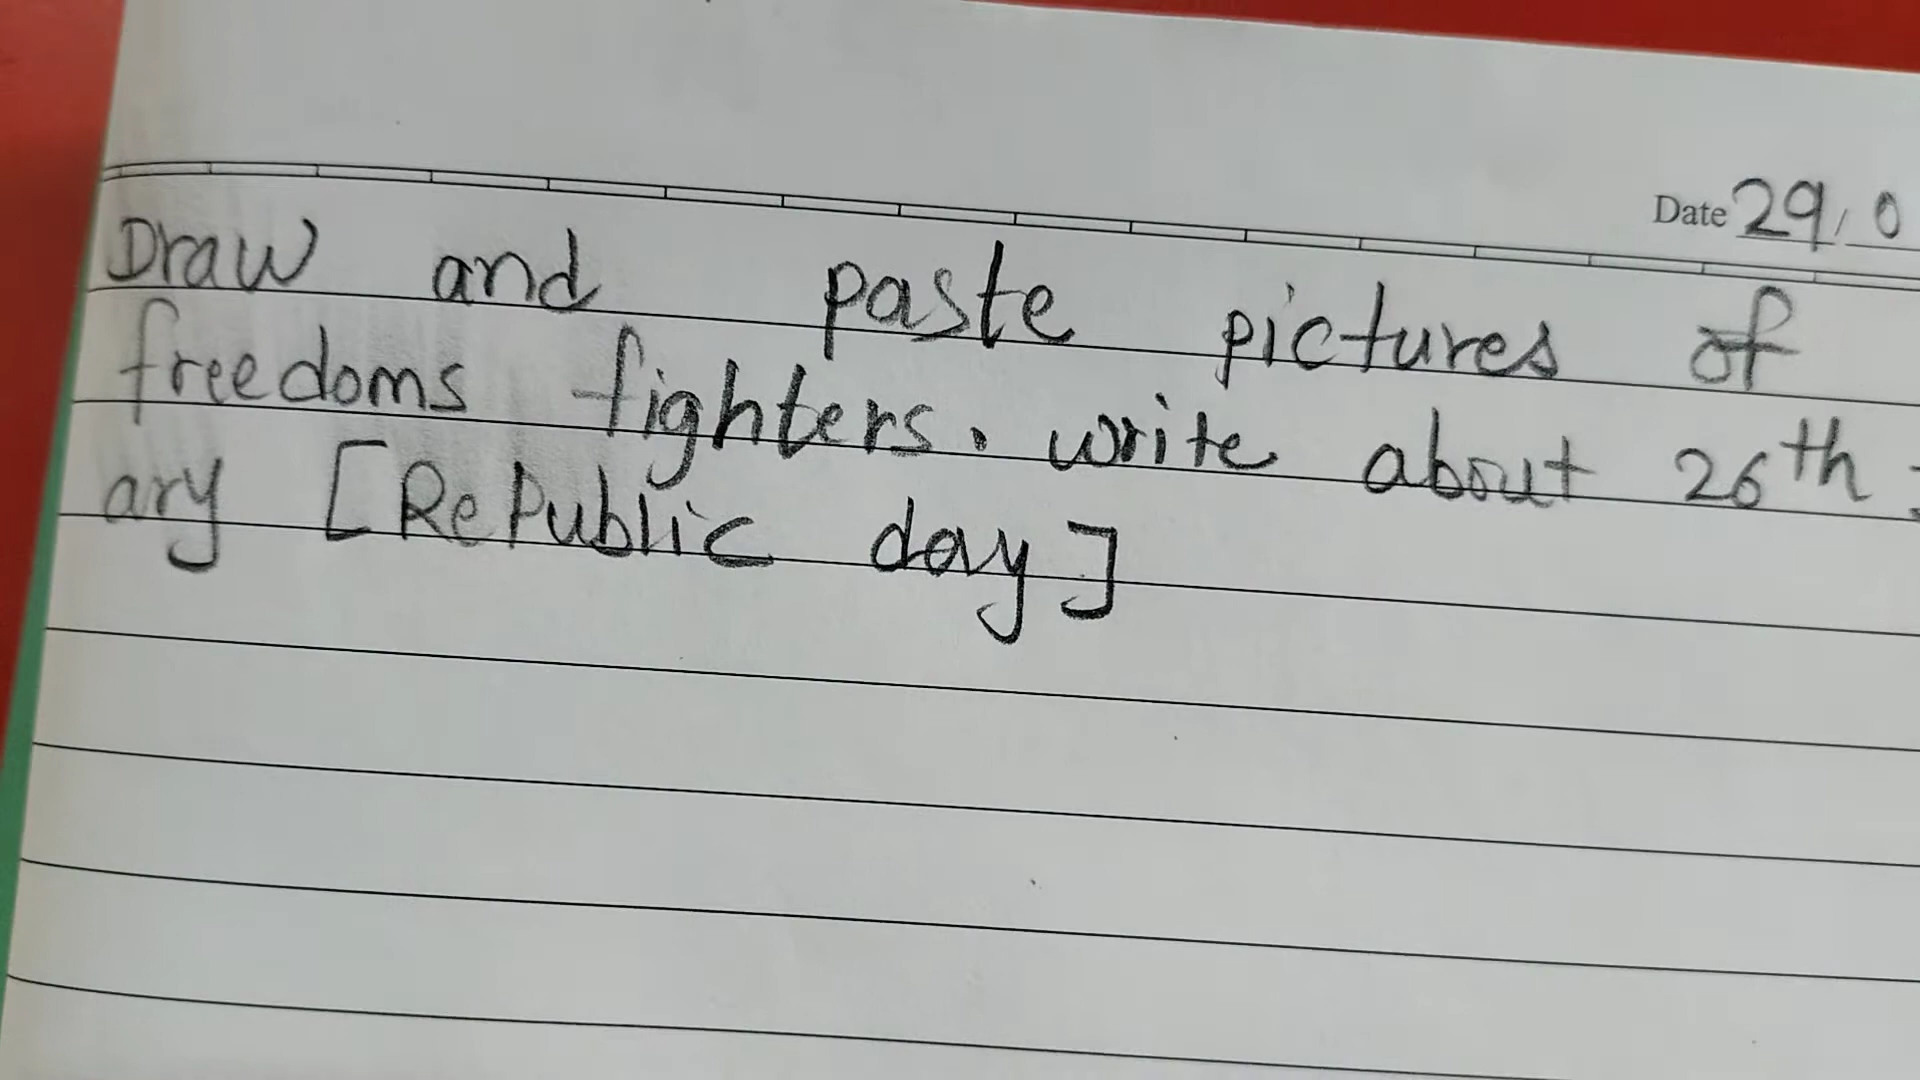 Date 29/0
Draw and paste pictures of
freedoms fighters. write about 26th
ary [RePublic day]